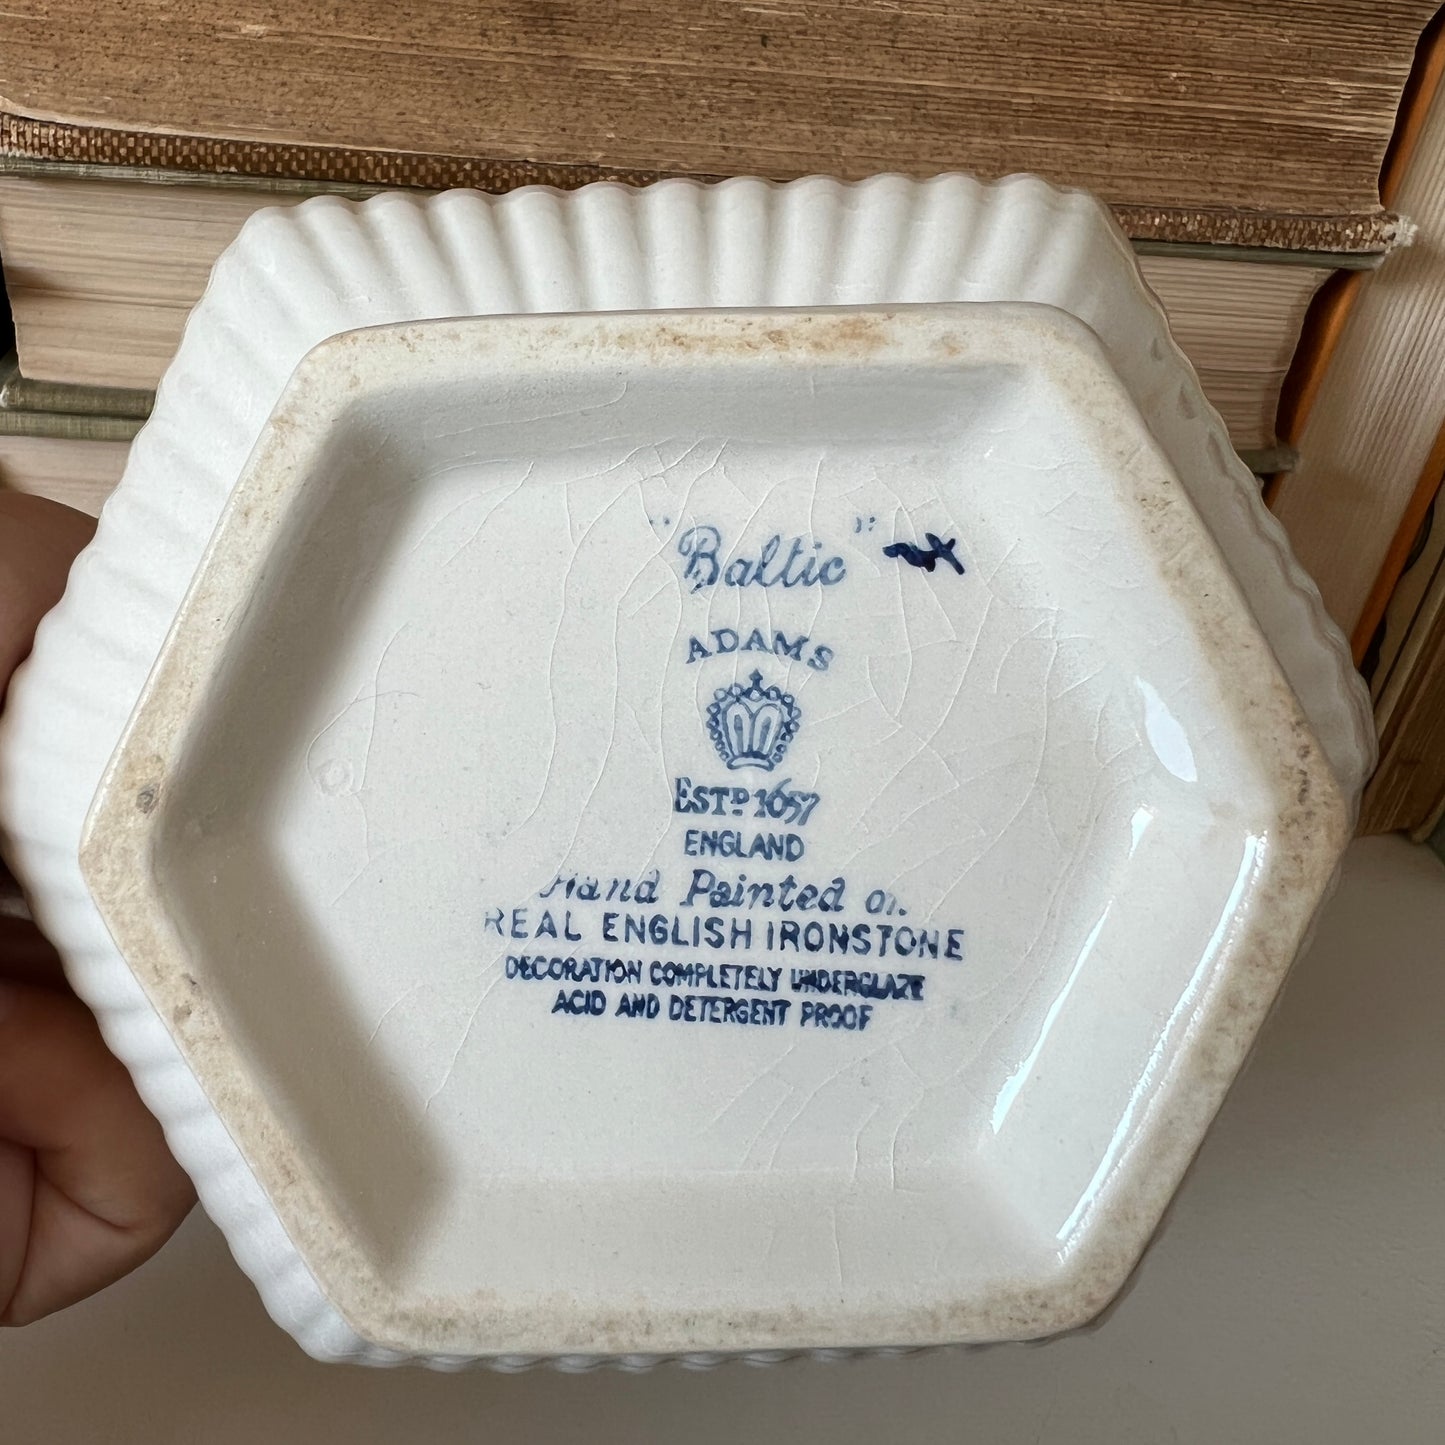 "Baltic"
ADAMS
ESTD 1657
ENGLAND
Hand Painted on
REAL ENGLISH IRONSTONE
DECORATION COMPLETELY UNDERGLAZE
ACID AND DETERGENT PROOF